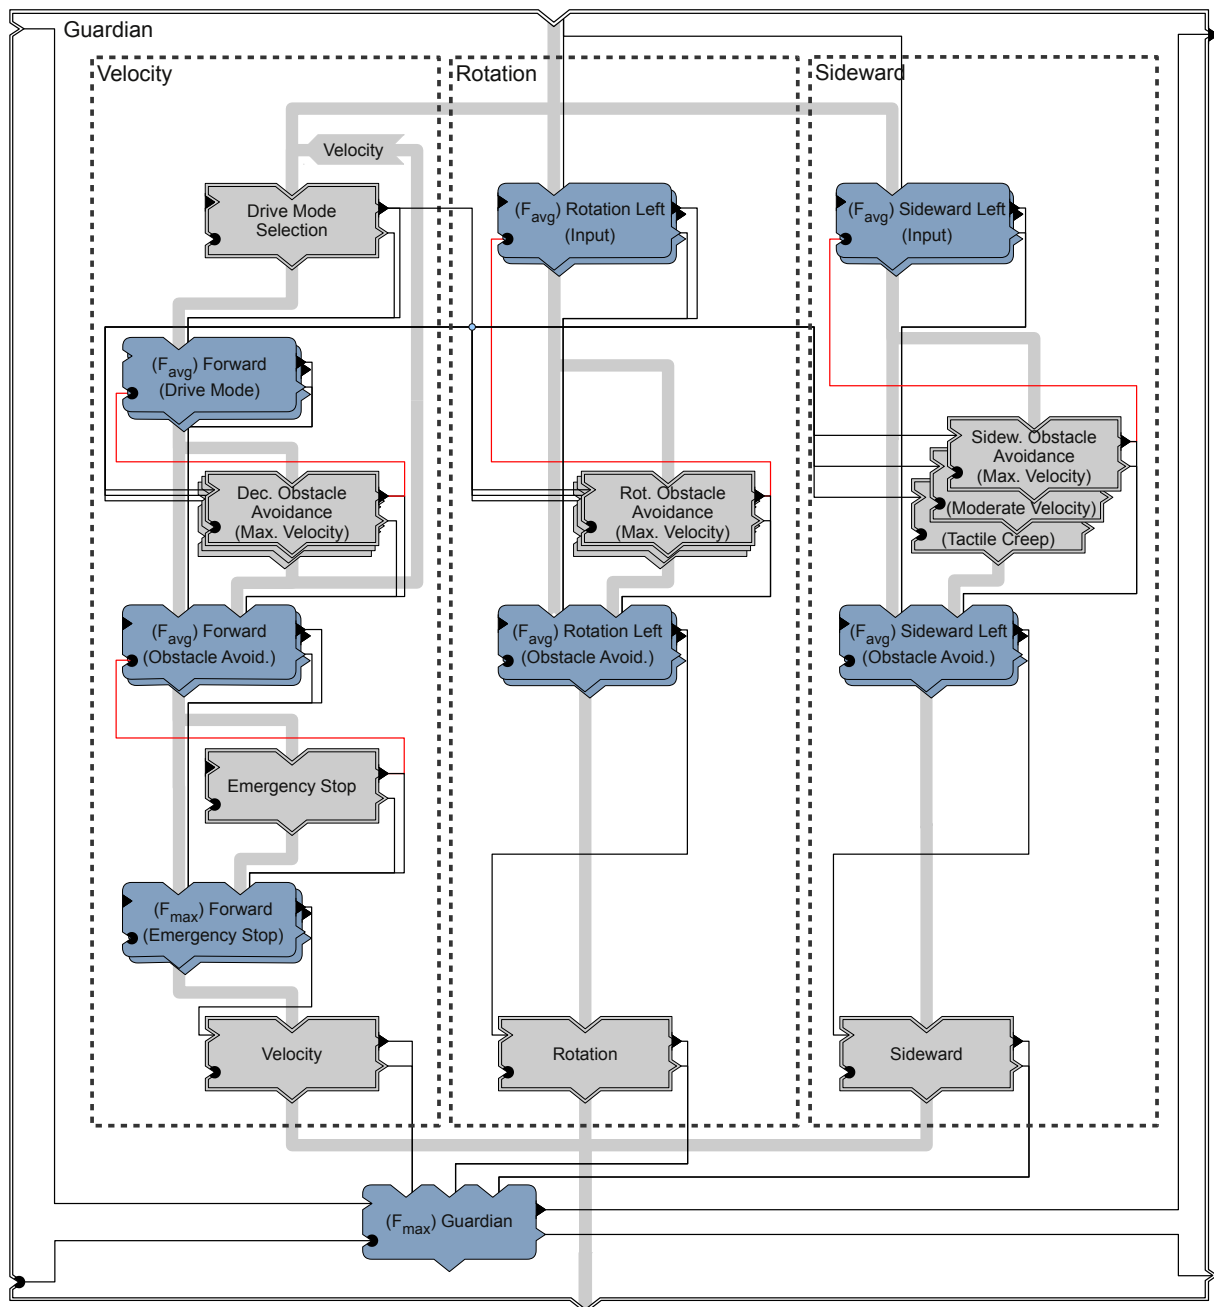 Guardian
Velocity
Rotation
Sideward
Velocity
Drive Mode
Selection
(Favg) Rotation Left
(Input)
(Favg) Sideward Left
(Input)
(Favg) Forward
(Drive Mode)
Dec. Obstacle
Avoidance
(Max. Velocity)
Rot. Obstacle
Avoidance
(Max. Velocity)
Sidew. Obstacle
Avoidance
(Max. Velocity)
(Moderate Velocity)
(Tactile Creep)
(Favg) Forward
(Obstacle Avoid.)
(Favg) Rotation Left
(Obstacle Avoid.)
(Favg) Sideward Left
(Obstacle Avoid.)
Emergency Stop
(Fmax) Forward
(Emergency Stop)
Velocity
Rotation
Sideward
(Fmax) Guardian